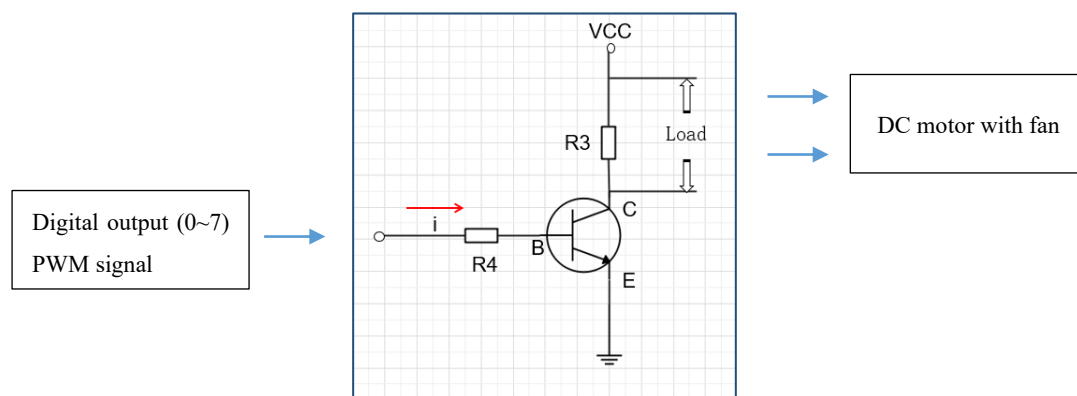 Digital output (0~7)
PWM signal
VCC
R3
Load
C
i
R4
B
E
DC motor with fan